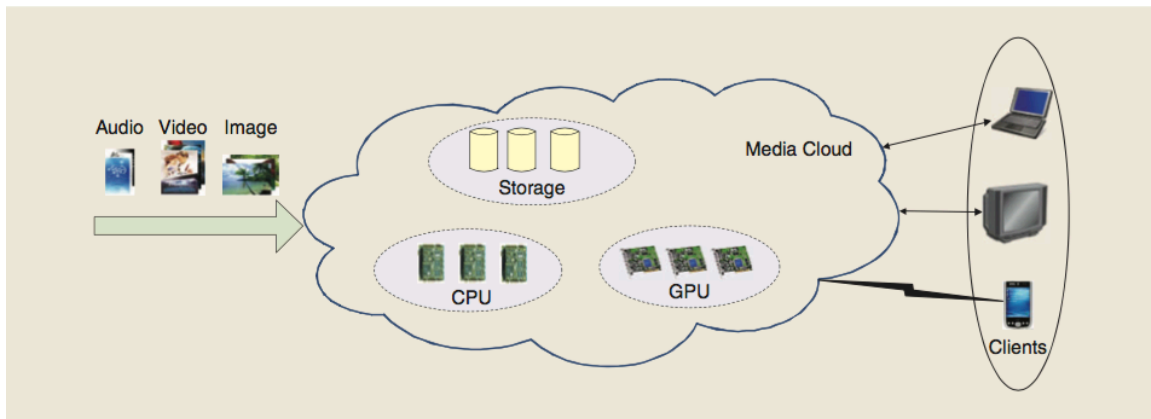 Audio Video Image
Storage
Media Cloud
CPU
GPU
Clients